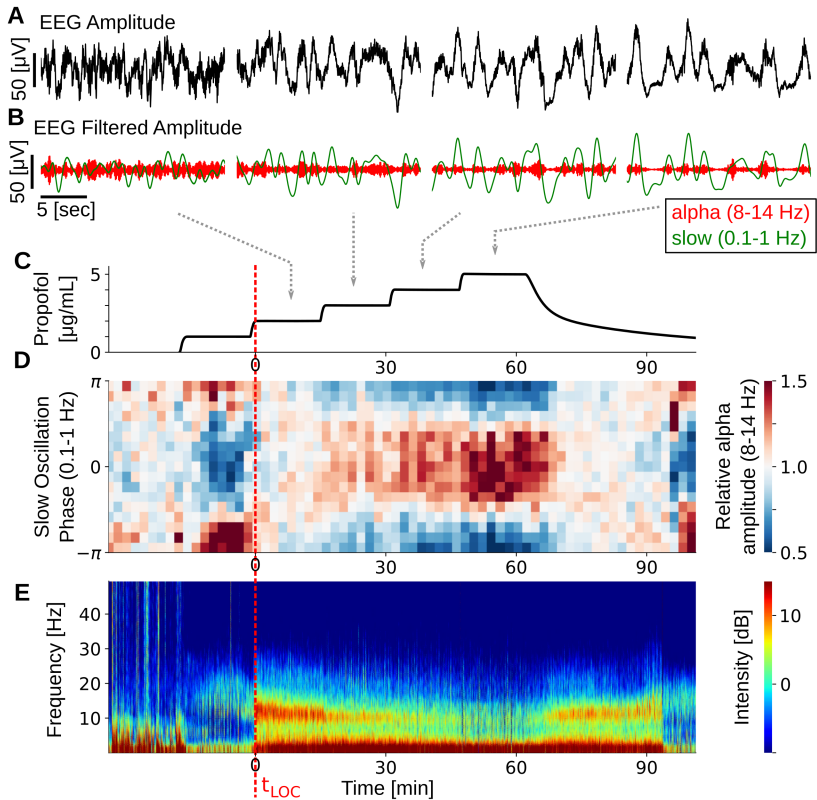 A
EEG Amplitude
50 [µV]
B
EEG Filtered Amplitude
50 [µV]
5 [sec]
alpha (8-14 Hz)
slow (0.1-1 Hz)
C
Propofol
[µg/mL]
5
0
0 30 60 90
D
Slow Oscillation
Phase (0.1-1 Hz)
π
0
−π
0 30 60 90
Relative alpha
amplitude (8-14 Hz)
1.5
1.0
0.5
E
Frequency [Hz]
40
30
20
10
0 30 60 90
tLOC
Time [min]
Intensity [dB]
10
0